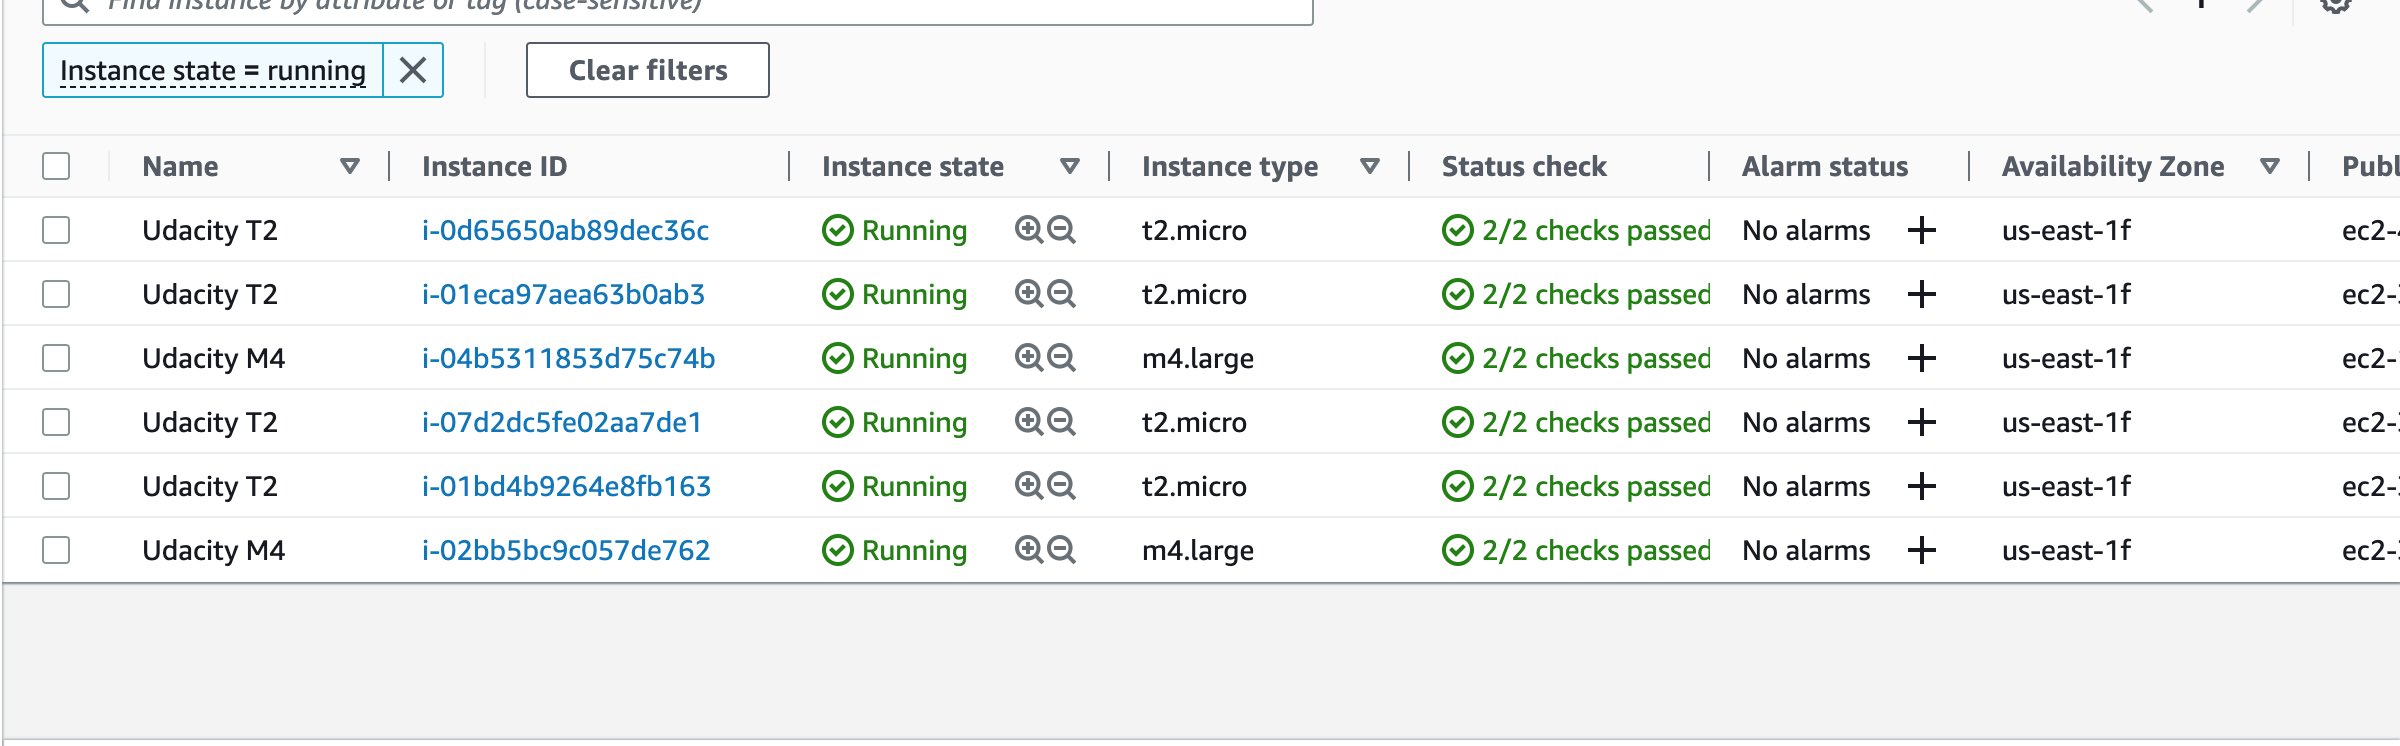 Find instance by attribute or tag (case-sensitive)
1
Instance state = running
Clear filters
Name Instance ID Instance state Instance type Status check Alarm status Availability Zone Publ
Udacity T2 i-0d65650ab89dec36c Running t2.micro 2/2 checks passed No alarms + us-east-1f ec2-4
Udacity T2 i-01eca97aea63b0ab3 Running t2.micro 2/2 checks passed No alarms + us-east-1f ec2-3
Udacity M4 i-04b5311853d75c74b Running m4.large 2/2 checks passed No alarms + us-east-1f ec2-
Udacity T2 i-07d2dc5fe02aa7de1 Running t2.micro 2/2 checks passed No alarms + us-east-1f ec2-3
Udacity T2 i-01bd4b9264e8fb163 Running t2.micro 2/2 checks passed No alarms + us-east-1f ec2-3
Udacity M4 i-02bb5bc9c057de762 Running m4.large 2/2 checks passed No alarms + us-east-1f ec2-3